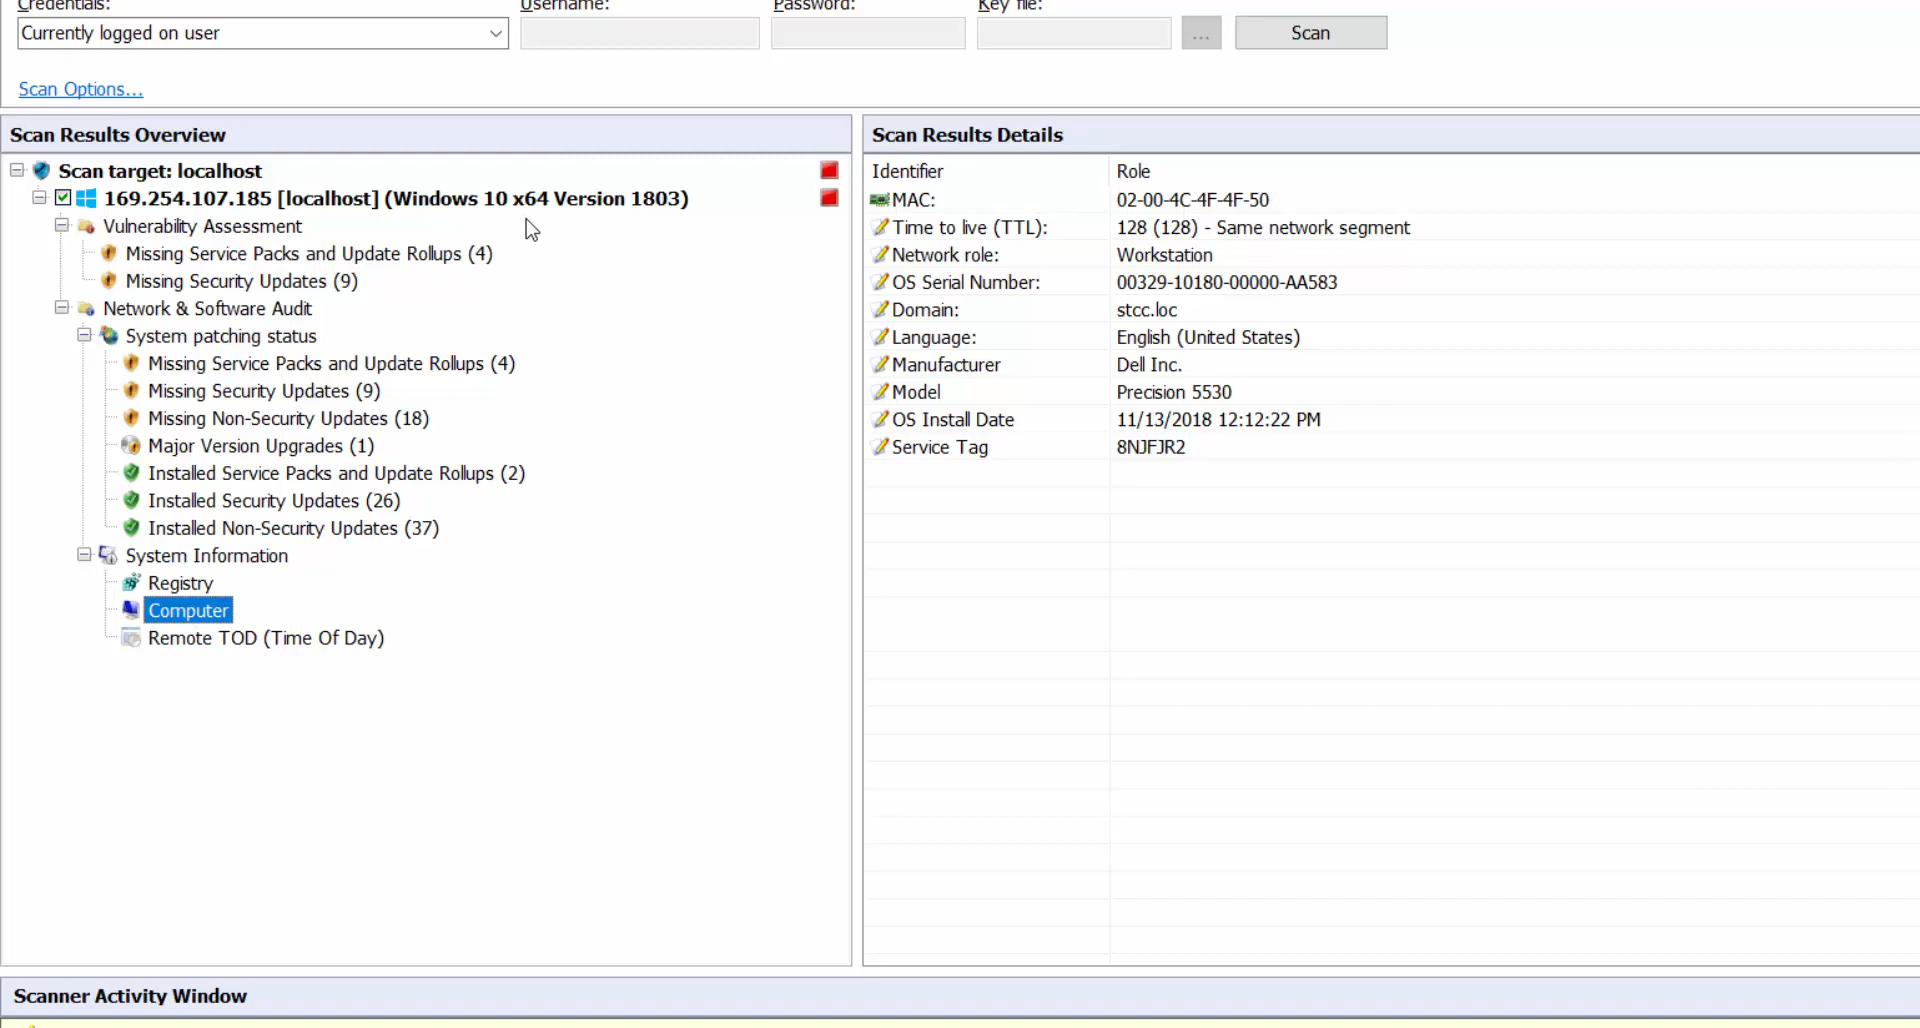 Credentials: Username: Password: Key file:
Currently logged on user ... Scan
Scan Options...
Scan Results Overview
Scan target: localhost
169.254.107.185 [localhost] (Windows 10 x64 Version 1803)
Vulnerability Assessment
Missing Service Packs and Update Rollups (4)
Missing Security Updates (9)
Network & Software Audit
System patching status
Missing Service Packs and Update Rollups (4)
Missing Security Updates (9)
Missing Non-Security Updates (18)
Major Version Upgrades (1)
Installed Service Packs and Update Rollups (2)
Installed Security Updates (26)
Installed Non-Security Updates (37)
System Information
Registry
Computer
Remote TOD (Time Of Day)
Scan Results Details
Identifier Role
MAC: 02-00-4C-4F-4F-50
Time to live (TTL): 128 (128) - Same network segment
Network role: Workstation
OS Serial Number: 00329-10180-00000-AA583
Domain: stcc.loc
Language: English (United States)
Manufacturer Dell Inc.
Model Precision 5530
OS Install Date 11/13/2018 12:12:22 PM
Service Tag 8NJFJR2
Scanner Activity Window